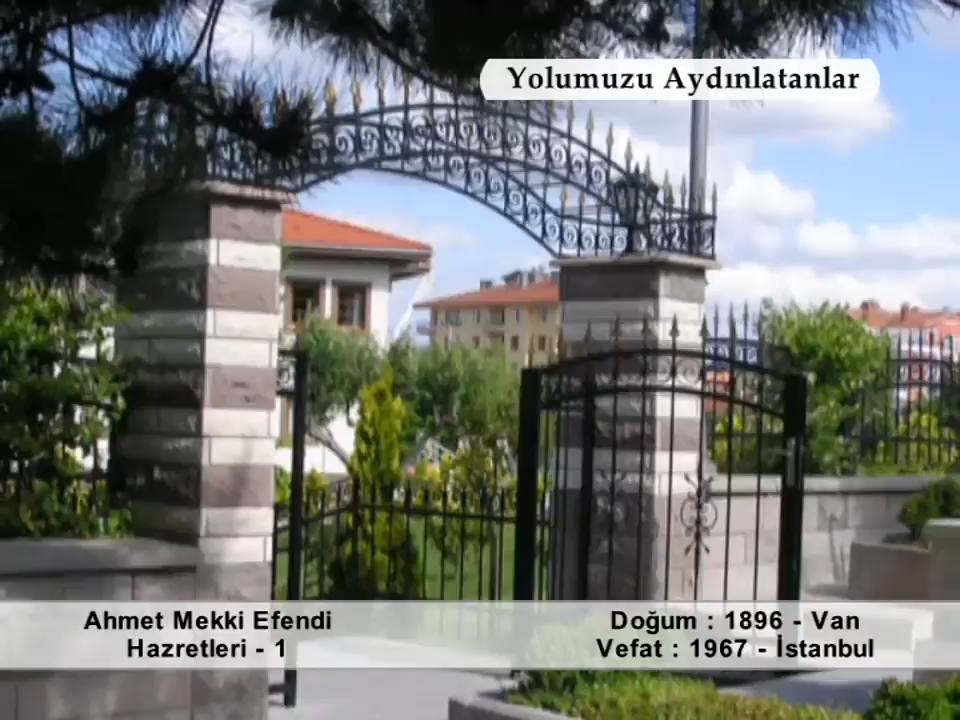 Yolumuzu Aydınlatanlar
Ahmet Mekki Efendi
Hazretleri - 1
Doğum : 1896 - Van
Vefat : 1967 - İstanbul